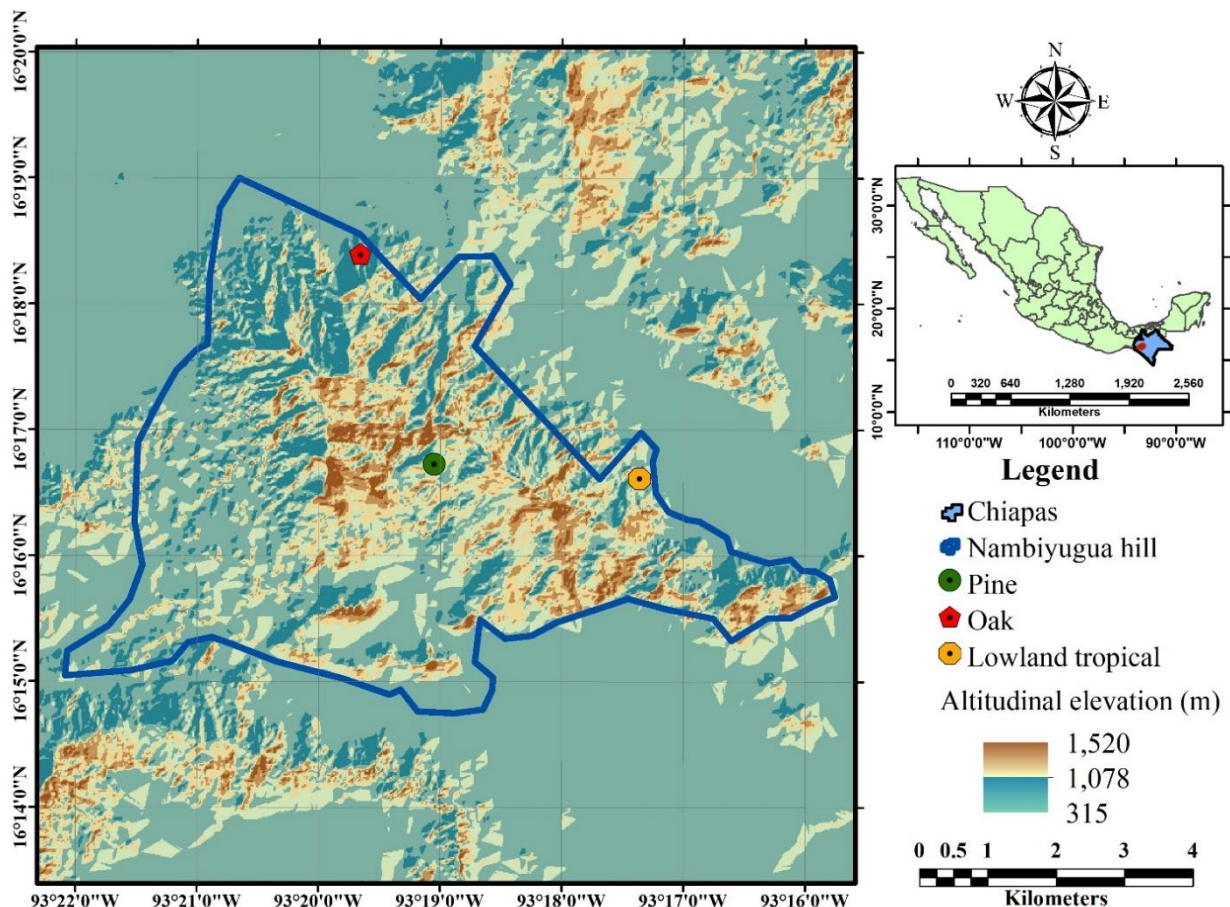 16°20'0"N
16°19'0"N
16°18'0"N
16°17'0"N
16°16'0"N
16°15'0"N
16°14'0"N
93°22'0"W 93°21'0"W 93°20'0"W 93°19'0"W 93°18'0"W 93°17'0"W 93°16'0"W
N
W E
S
30°0'0"N
20°0'0"N
10°0'0"N
0 320 640 1,280 1,920 2,560
Kilometers
110°0'0"W 100°0'0"W 90°0'0"W
Legend
Chiapas
Nambiyugua hill
Pine
Oak
Lowland tropical
Altitudinal elevation (m)
1,520
1,078
315
0 0.5 1 2 3 4
Kilometers